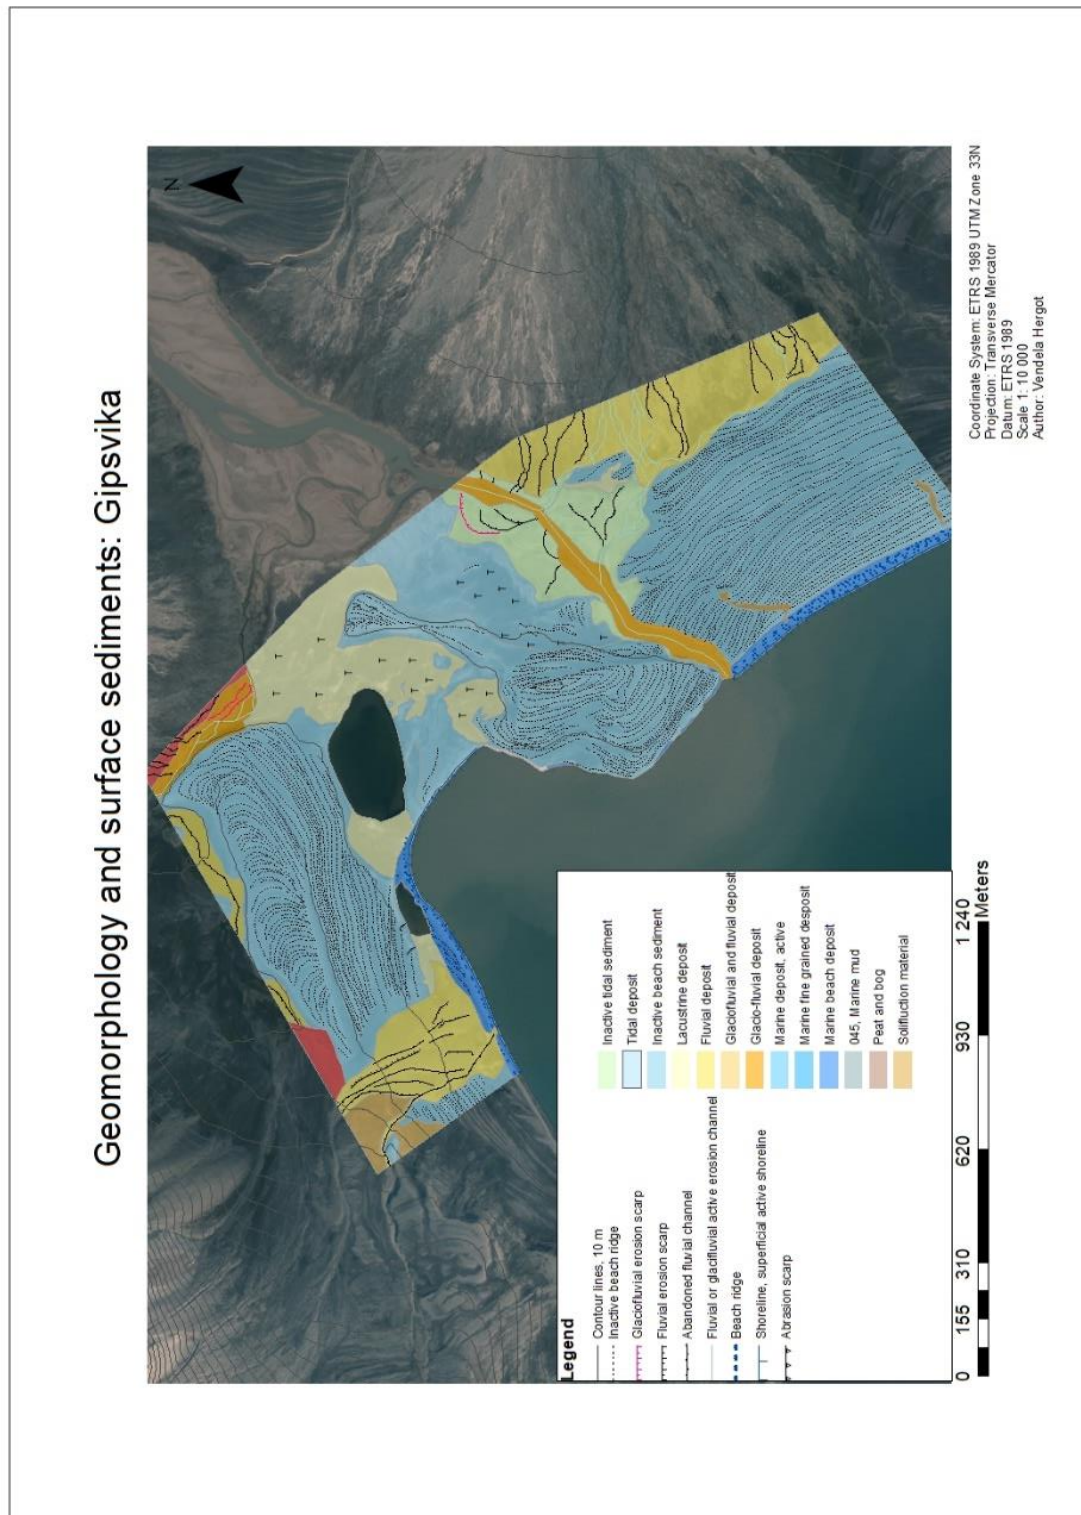 Geomorphology and surface sediments: Gipsvika
N
Legend
Contour lines, 10 m
Inactive beach ridge
Glaciofluvial erosion scarp
Fluvial erosion scarp
Abandoned fluvial channel
Fluvial or glacifluvial active erosion channel
Beach ridge
Shoreline, superficial active shoreline
Abrasion scarp
Inactive tidal sediment
Tidal deposit
Inactive beach sediment
Lacustrine deposit
Fluvial deposit
Glaciofluvial and fluvial deposit
Glacio-fluvial deposit
Marine deposit, active
Marine fine grained desposit
Marine beach deposit
045, Marine mud
Peat and bog
Solifluction material
0 155 310 620 930 1 240
Meters
Coordinate System: ETRS 1989 UTM Zone 33N
Projection: Transverse Mercator
Datum: ETRS 1989
Scale 1: 10 000
Author: Vendela Hergot